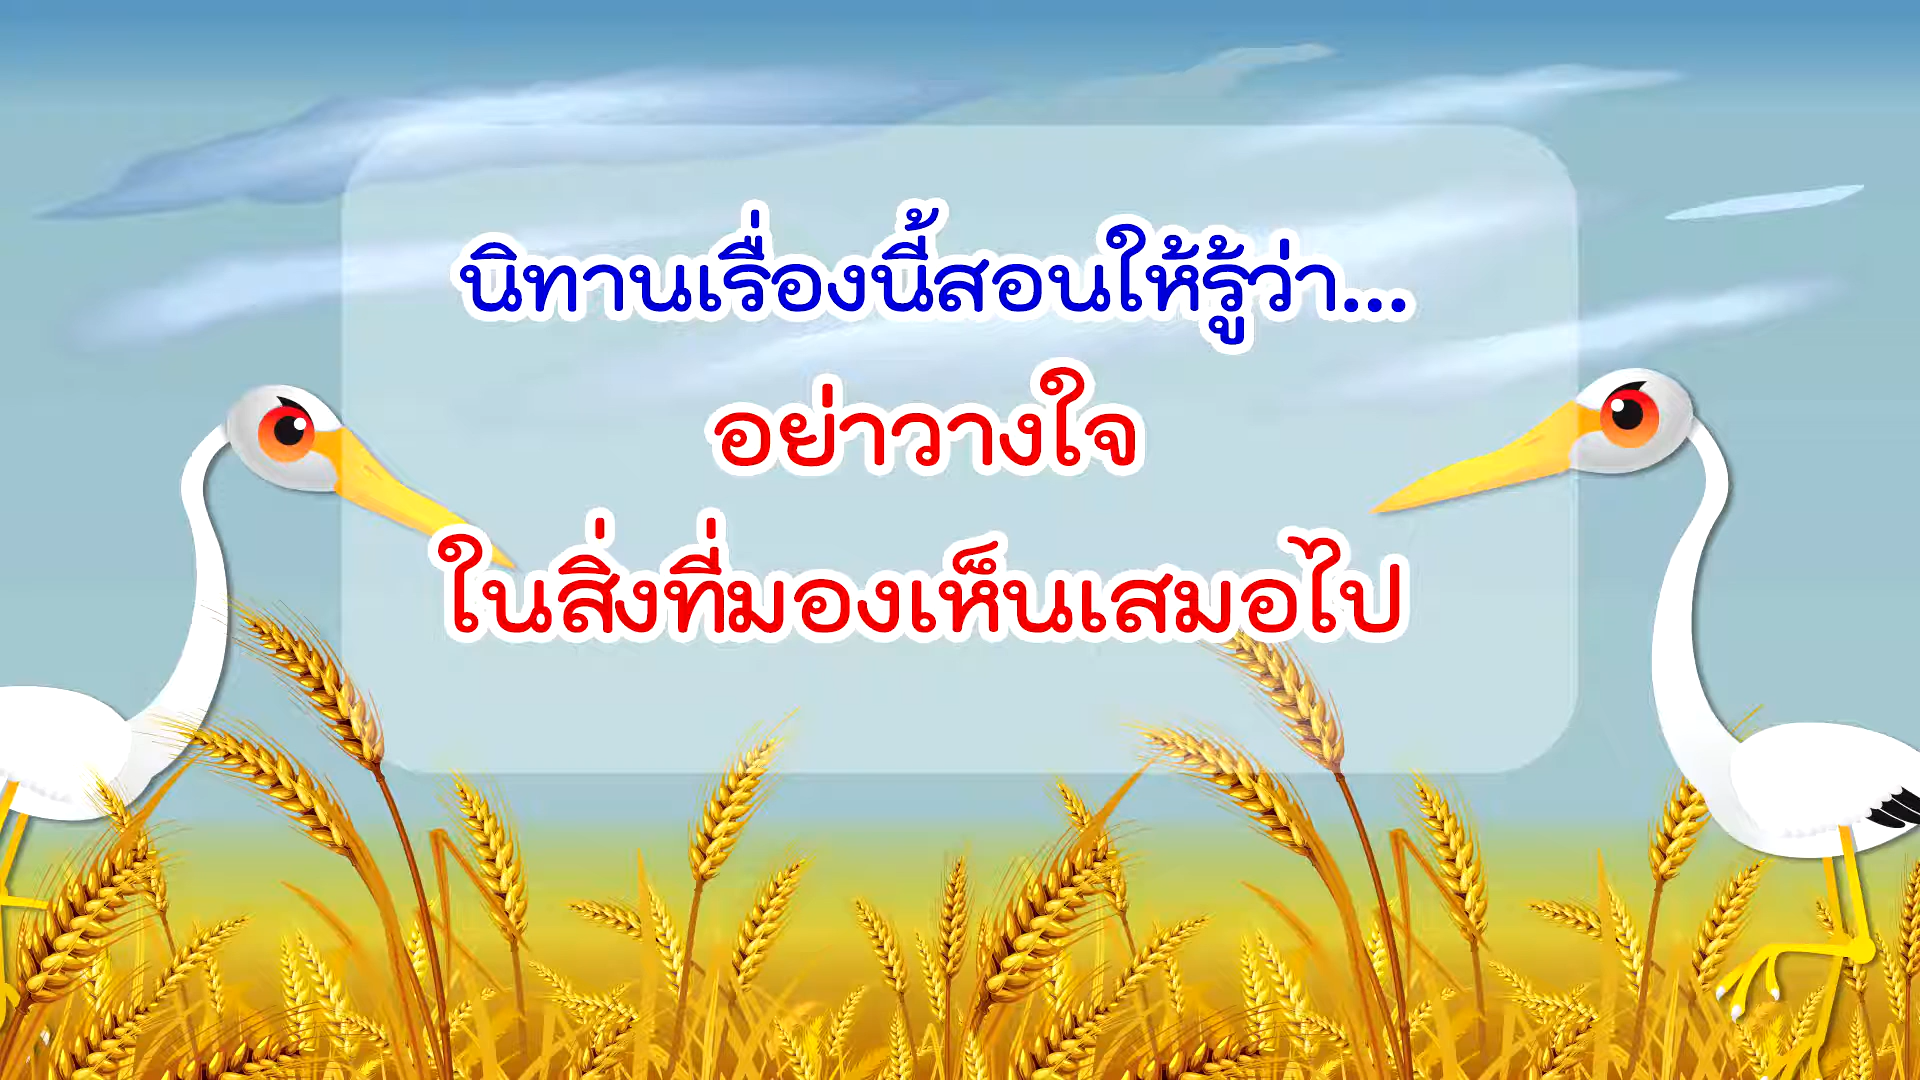 นิทานเรื่องนี้สอนให้รู้ว่า...
อย่าวางใจ
ในสิ่งที่มองเห็นเสมอไป